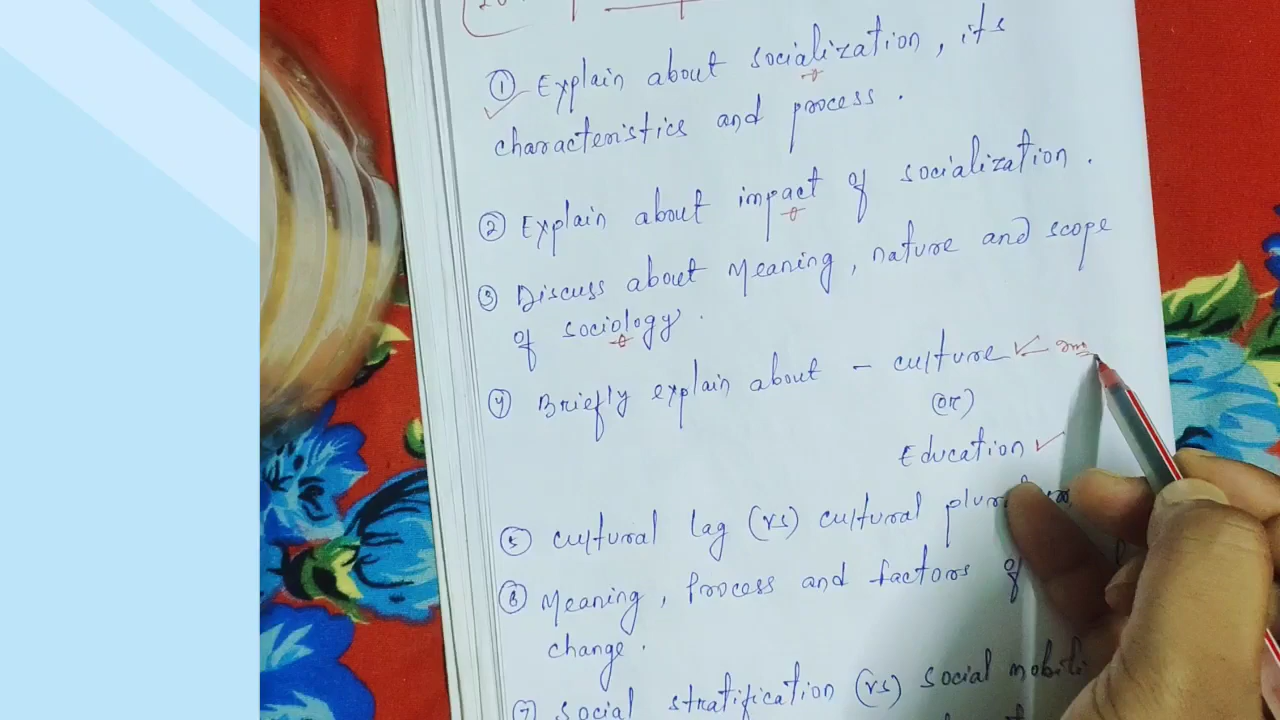 ① Explain about socialization, its
characteristics and process.
② Explain about impact of socialization.
③ Discuss about Meaning, nature and scope
of sociology.
④ Briefly explain about - culture
(or)
Education
⑤ Cultural lag (vs) cultural
⑥ Meaning, Process and factors of
change.
⑦ Social stratification (vs) social